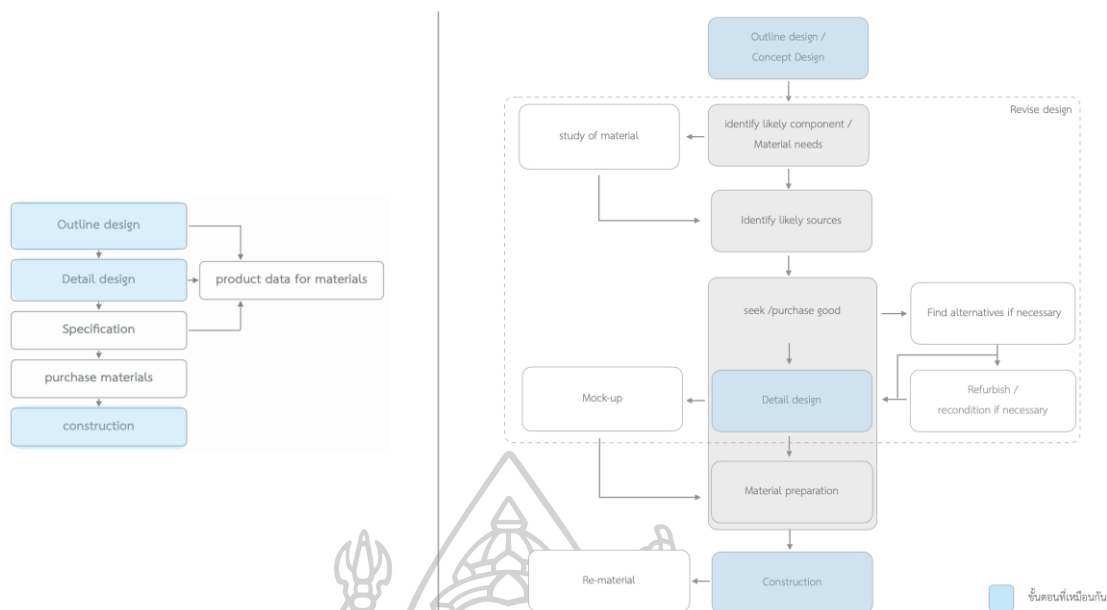 Outline design
Detail design
product data for materials
Specification
purchase materials
construction
Outline design /
Concept Design
Revise design
identify likely component /
Material needs
study of material
Identify likely sources
seek /purchase good
Find alternatives if necessary
Mock-up
Detail design
Refurbish /
recondition if necessary
Material preparation
Re-material
Construction
ขั้นตอนที่เหมือนกัน